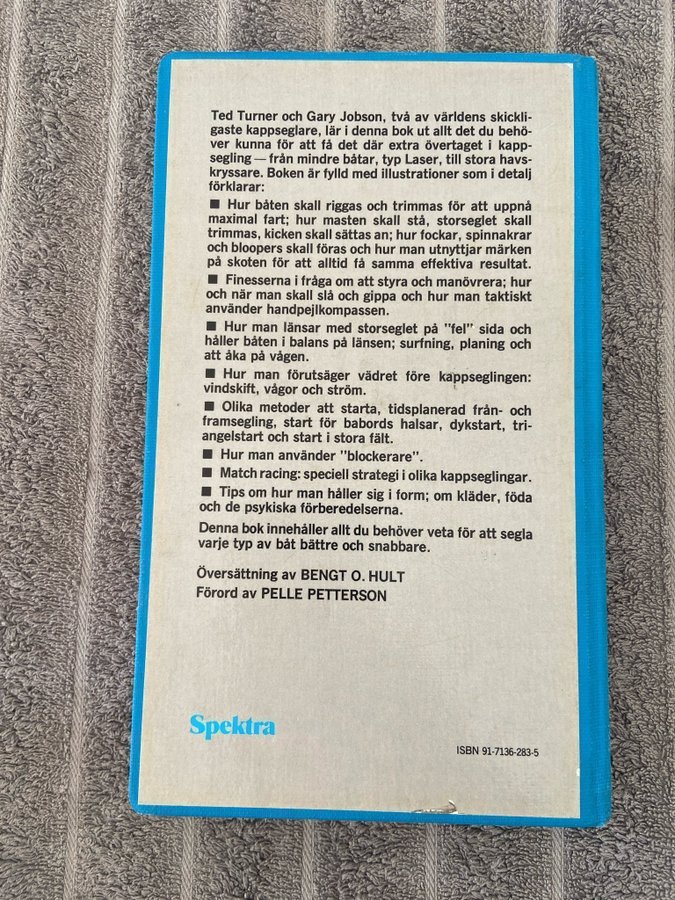 Ted Turner och Gary Jobson, två av världens skickli-
gaste kappseglare, lär i denna bok ut allt det du behö-
ver kunna för att få det där extra övertaget i kapp-
segling — från mindre båtar, typ Laser, till stora havs-
kryssare. Boken är fylld med illustrationer som i detalj
förklarar:
■ Hur båten skall riggas och trimmas för att uppnå
maximal fart; hur masten skall stå, storseglet skall
trimmas, kicken skall sättas an; hur fockar, spinnakrar
och bloopers skall föras och hur man utnyttjar märken
på skoten för att alltid få samma effektiva resultat.
■ Finesserna i fråga om att styra och manövrera; hur
och när man skall slå och gippa och hur man taktiskt
använder handpejlkompassen.
■ Hur man länsar med storseglet på "fel" sida och
håller båten i balans på länsen; surfning, planing och
att åka på vågen.
■ Hur man förutsäger vädret före kappseglingen:
vindskift, vågor och ström.
■ Olika metoder att starta, tidsplanerad från- och
framsegling, start för babords halsar, dykstart, tri-
angelstart och start i stora fält.
■ Hur man använder "blockerare".
■ Match racing: speciell strategi i olika kappseglingar.
■ Tips om hur man håller sig i form; om kläder, föda
och de psykiska förberedelserna.
Denna bok innehåller allt du behöver veta för att segla
varje typ av båt bättre och snabbare.
Översättning av BENGT O. HULT
Förord av PELLE PETTERSON
Spektra
ISBN 91-7136-283-5